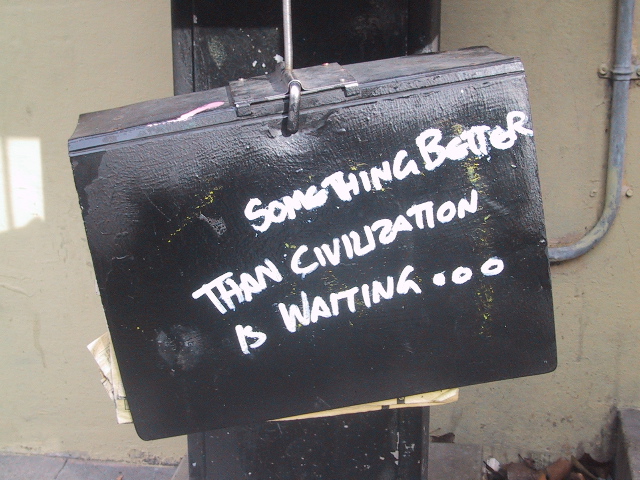 SOMETHING BETTER
THAN CIVILIZATION
IS WAITING...